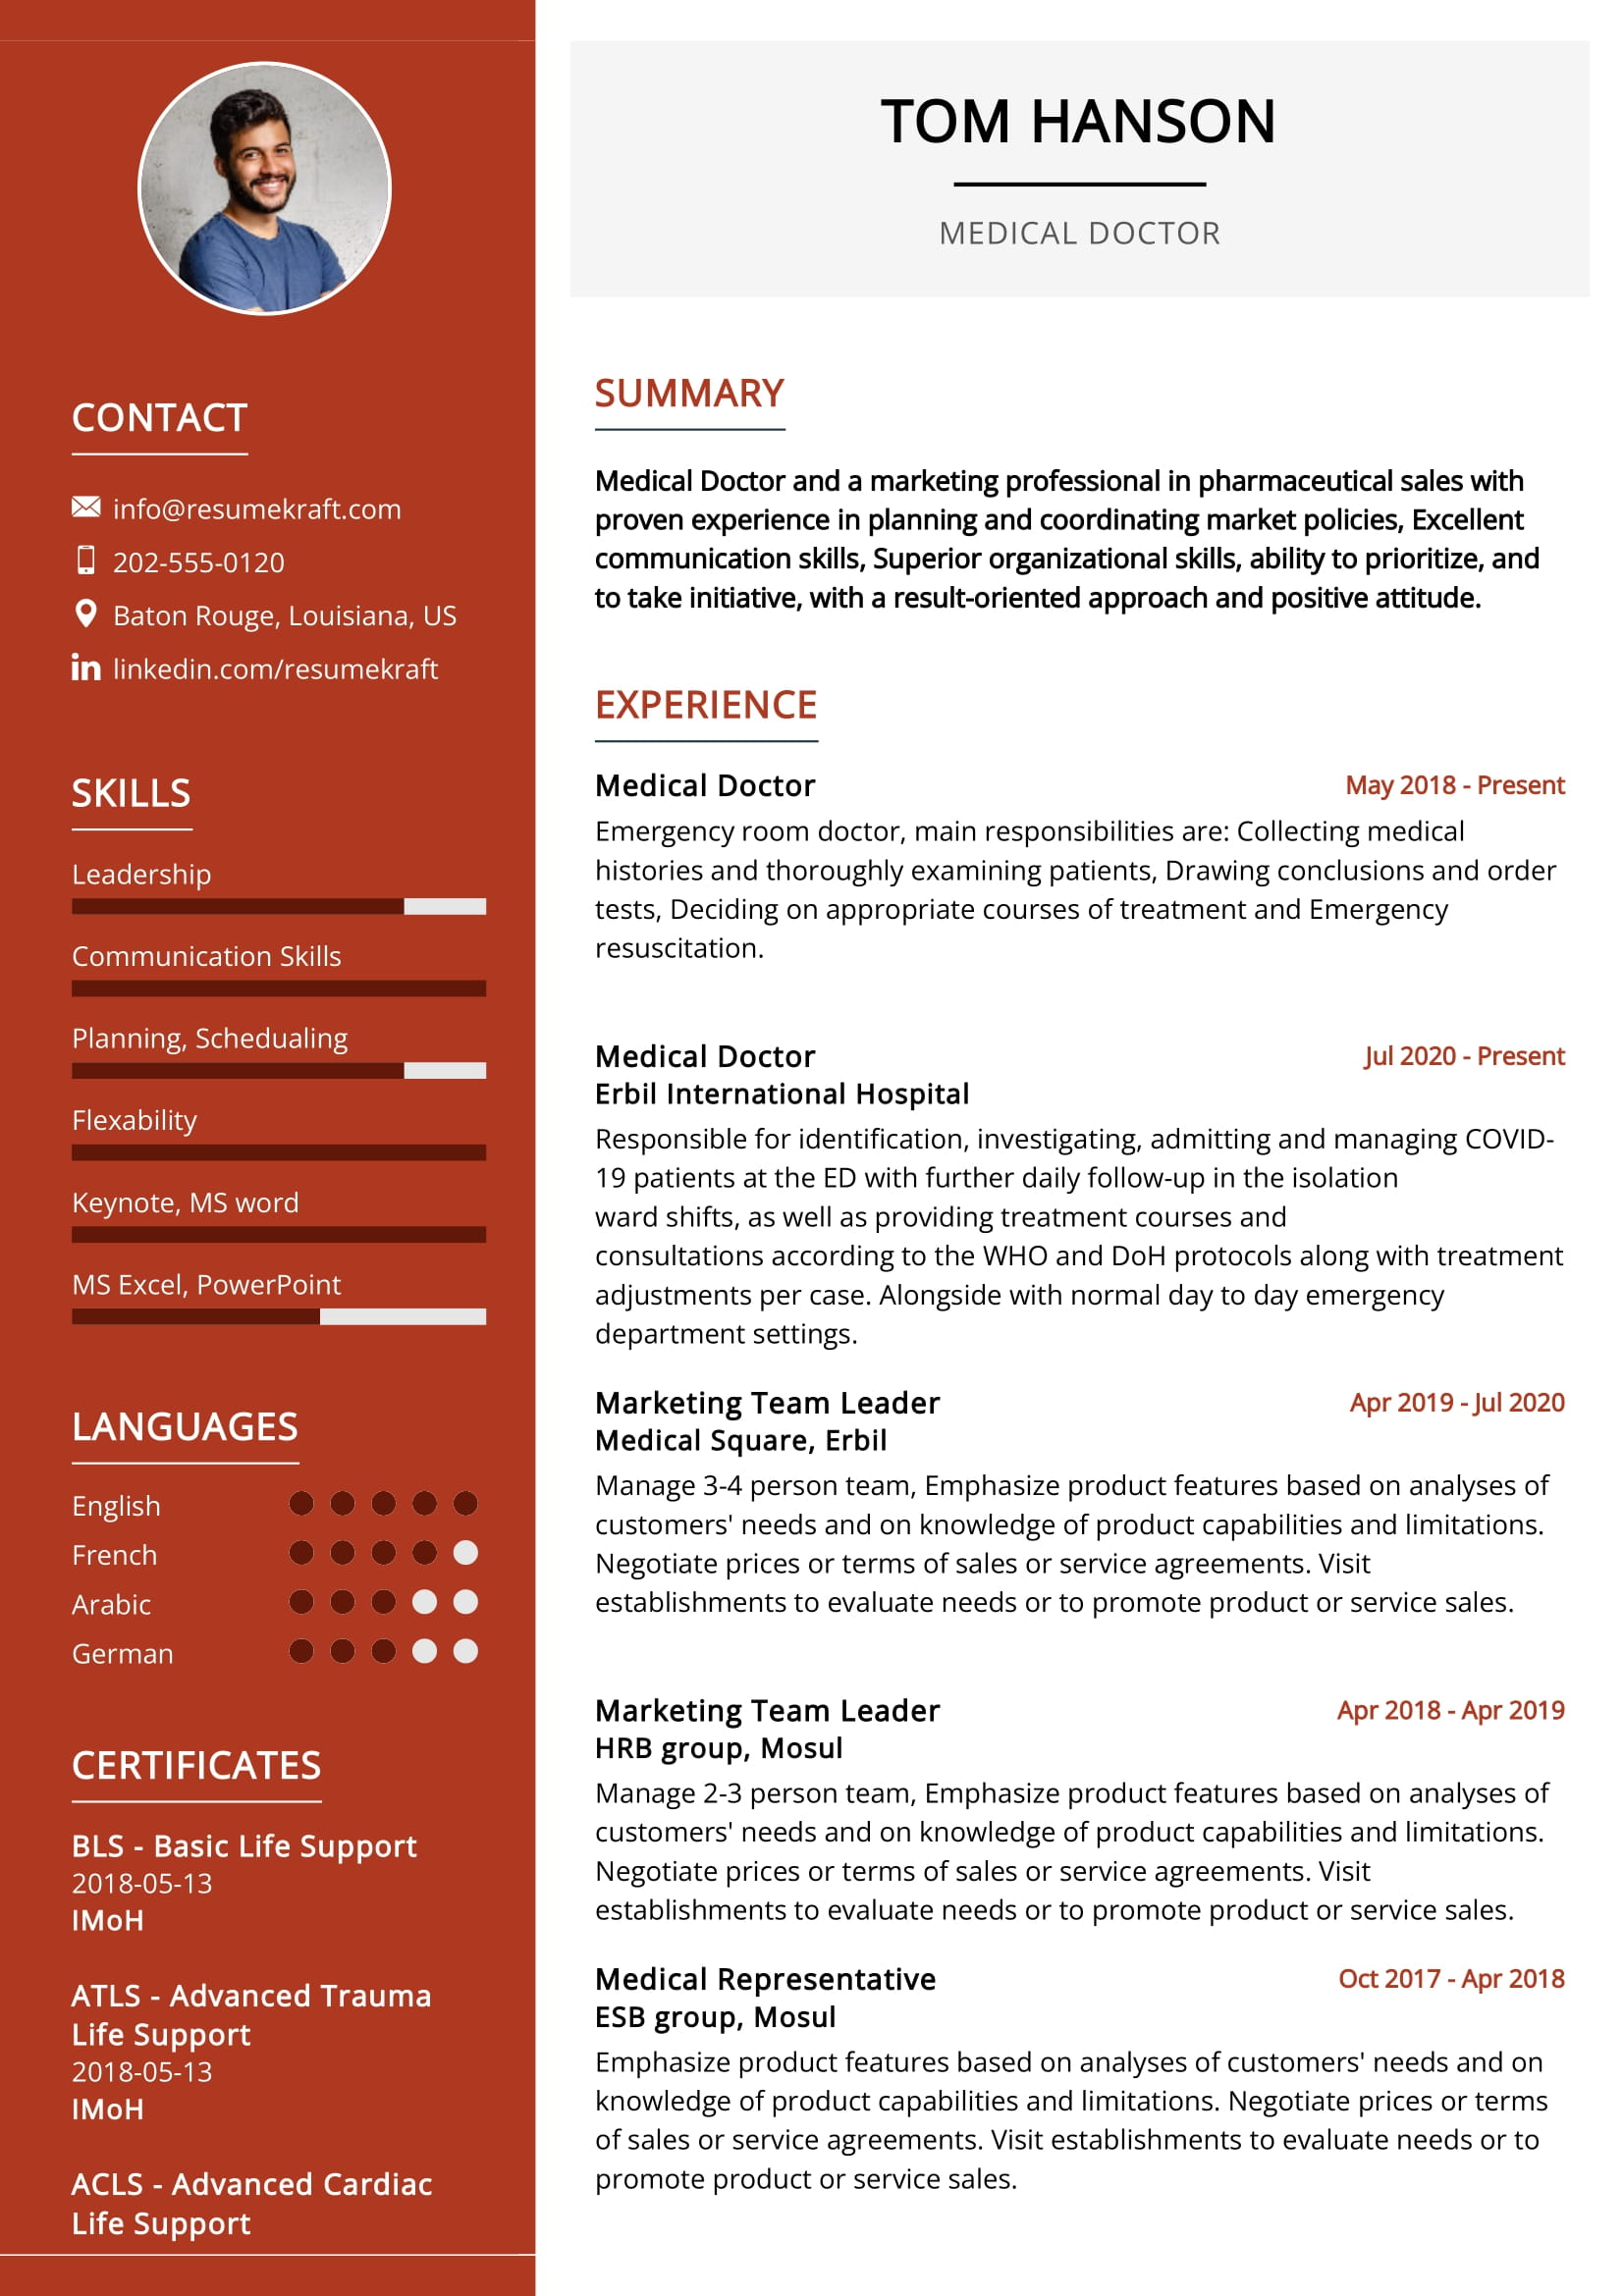 CONTACT
info@resumekraft.com
202-555-0120
Baton Rouge, Louisiana, US
linkedin.com/resumekraft
SKILLS
Leadership
Communication Skills
Planning, Schedualing
Flexability
Keynote, MS word
MS Excel, PowerPoint
LANGUAGES
English
French
Arabic
German
CERTIFICATES
BLS - Basic Life Support
2018-05-13
IMoH
ATLS - Advanced Trauma
Life Support
2018-05-13
IMoH
ACLS - Advanced Cardiac
Life Support
TOM HANSON
MEDICAL DOCTOR
SUMMARY
Medical Doctor and a marketing professional in pharmaceutical sales with
proven experience in planning and coordinating market policies, Excellent
communication skills, Superior organizational skills, ability to prioritize, and
to take initiative, with a result-oriented approach and positive attitude.
EXPERIENCE
Medical Doctor May 2018 - Present
Emergency room doctor, main responsibilities are: Collecting medical
histories and thoroughly examining patients, Drawing conclusions and order
tests, Deciding on appropriate courses of treatment and Emergency
resuscitation.
Medical Doctor Jul 2020 - Present
Erbil International Hospital
Responsible for identification, investigating, admitting and managing COVID-
19 patients at the ED with further daily follow-up in the isolation
ward shifts, as well as providing treatment courses and
consultations according to the WHO and DoH protocols along with treatment
adjustments per case. Alongside with normal day to day emergency
department settings.
Marketing Team Leader Apr 2019 - Jul 2020
Medical Square, Erbil
Manage 3-4 person team, Emphasize product features based on analyses of
customers' needs and on knowledge of product capabilities and limitations.
Negotiate prices or terms of sales or service agreements. Visit
establishments to evaluate needs or to promote product or service sales.
Marketing Team Leader Apr 2018 - Apr 2019
HRB group, Mosul
Manage 2-3 person team, Emphasize product features based on analyses of
customers' needs and on knowledge of product capabilities and limitations.
Negotiate prices or terms of sales or service agreements. Visit
establishments to evaluate needs or to promote product or service sales.
Medical Representative Oct 2017 - Apr 2018
ESB group, Mosul
Emphasize product features based on analyses of customers' needs and on
knowledge of product capabilities and limitations. Negotiate prices or terms
of sales or service agreements. Visit establishments to evaluate needs or to
promote product or service sales.